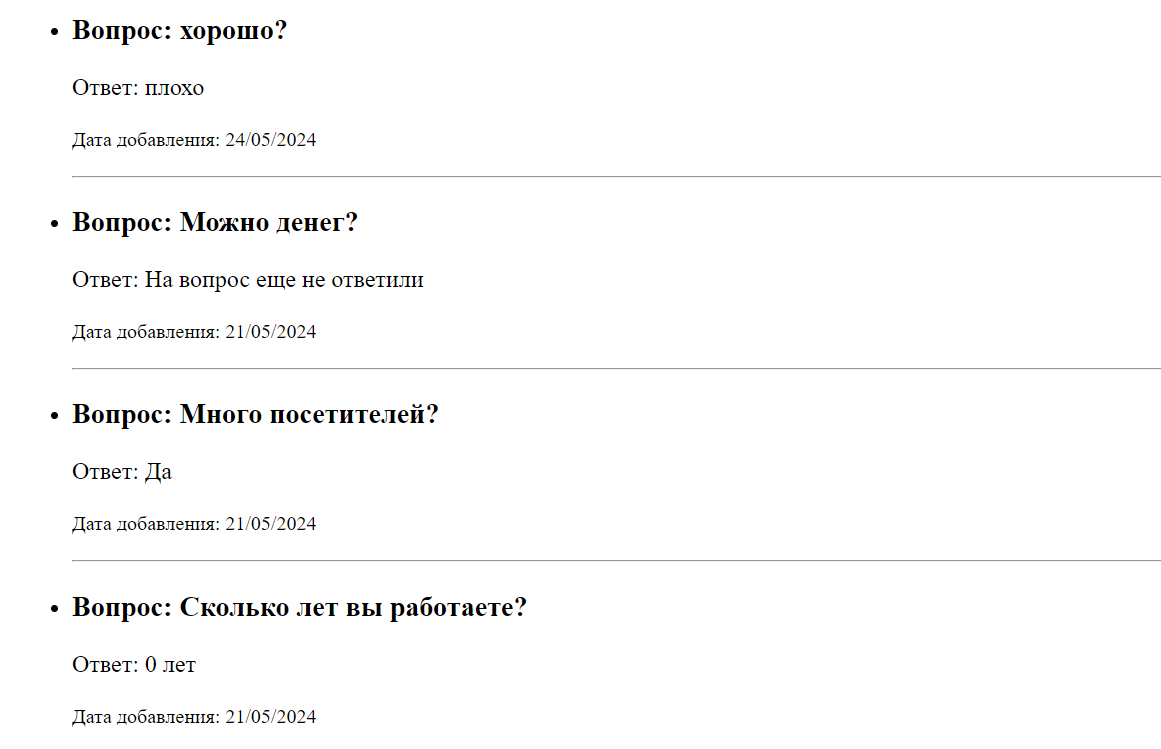 Вопрос: хорошо?
Ответ: плохо
Дата добавления: 24/05/2024
Вопрос: Можно денег?
Ответ: На вопрос еще не ответили
Дата добавления: 21/05/2024
Вопрос: Много посетителей?
Ответ: Да
Дата добавления: 21/05/2024
Вопрос: Сколько лет вы работаете?
Ответ: 0 лет
Дата добавления: 21/05/2024